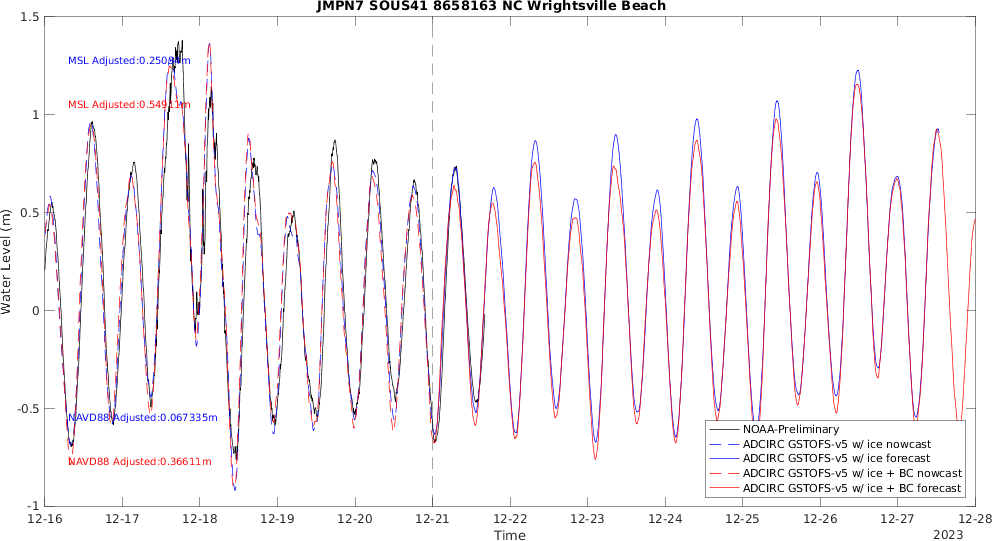 JMPN7 SOUS41 8658163 NC Wrightsville Beach
1.5
1
0.5
0
-0.5
-1
Water Level (m)
MSL Adjusted:
MSL Adjusted:
NAVD88 Adjusted:0.067335m
NAVD88 Adjusted:0.36611m
NOAA-Preliminary
ADCIRC GSTOFS-v5 w/ ice nowcast
ADCIRC GSTOFS-v5 w/ ice forecast
ADCIRC GSTOFS-v5 w/ ice + BC nowcast
ADCIRC GSTOFS-v5 w/ ice + BC forecast
12-16 12-17 12-18 12-19 12-20 12-21 12-22 12-23 12-24 12-25 12-26 12-27 12-28
Time
2023